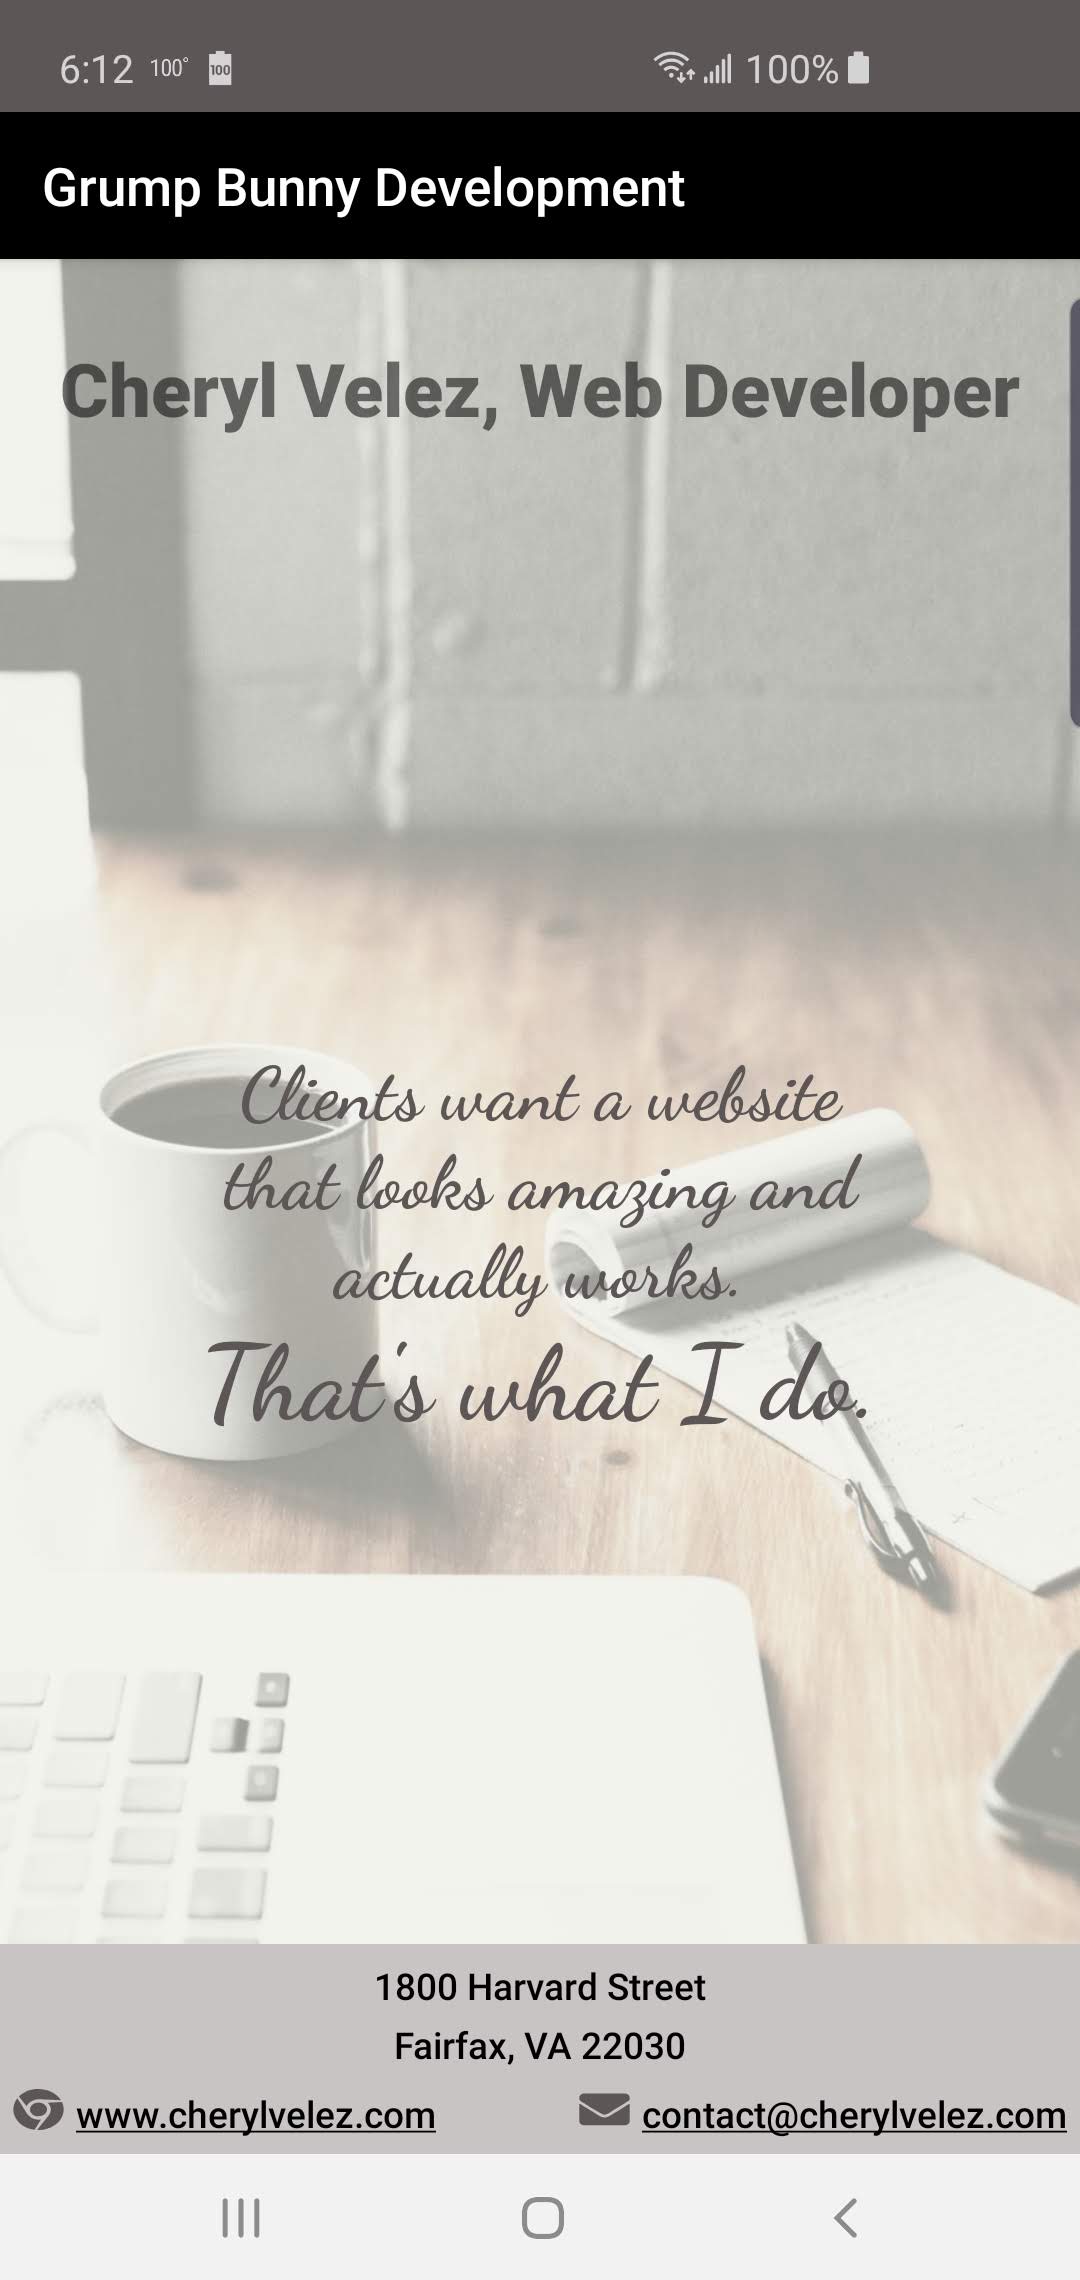 6:12 100° 100 100%
Grump Bunny Development
Cheryl Velez, Web Developer
Clients want a website
that looks amazing and
actually works.
That's what I do.
1800 Harvard Street
Fairfax, VA 22030
www.cherylvelez.com contact@cherylvelez.com